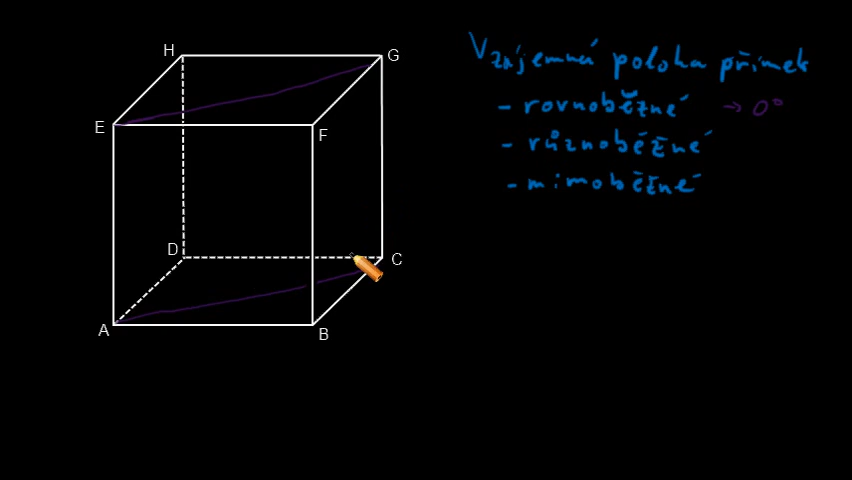 Vzájemná poloha přímek
- rovnoběžné → 0°
- různoběžné
- mimoběžné
H
G
E
F
D
C
A
B